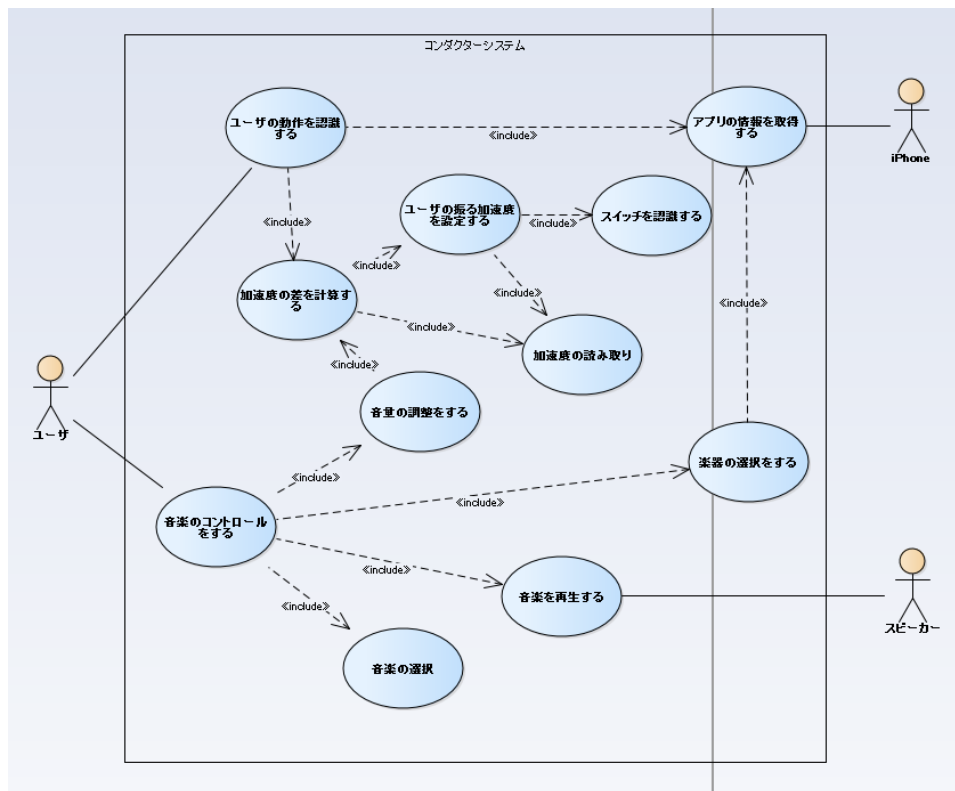 コンダクターシステム
ユーザの動作を認識
する
«include»
アプリの情報を取得
する
iPhone
«include»
ユーザの振る加速度
を設定する
«include»
スイッチを認識する
«include»
加速度の差を計算す
る
«include»
«include»
加速度の読み取り
«include»
«include»
ユーザ
音量の調整をする
楽器の選択をする
«include»
«include»
音楽のコントロール
をする
«include»
音楽を再生する
«include»
スピーカー
音楽の選択